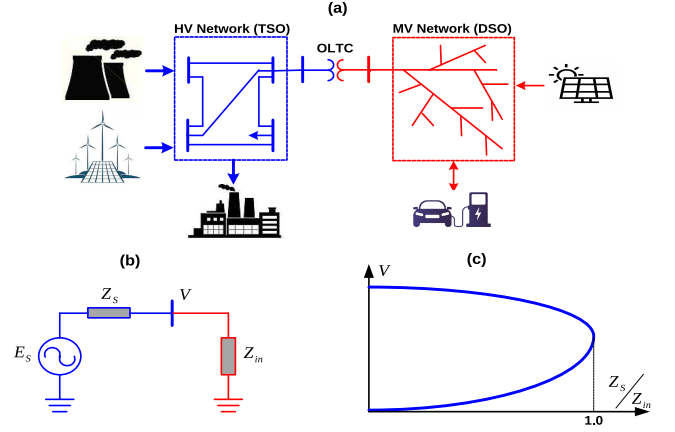 (a)
HV Network (TSO)
MV Network (DSO)
OLTC
(b)
Z_S
V
E_S
Z_in
(c)
V
Z_S / Z_in
1.0